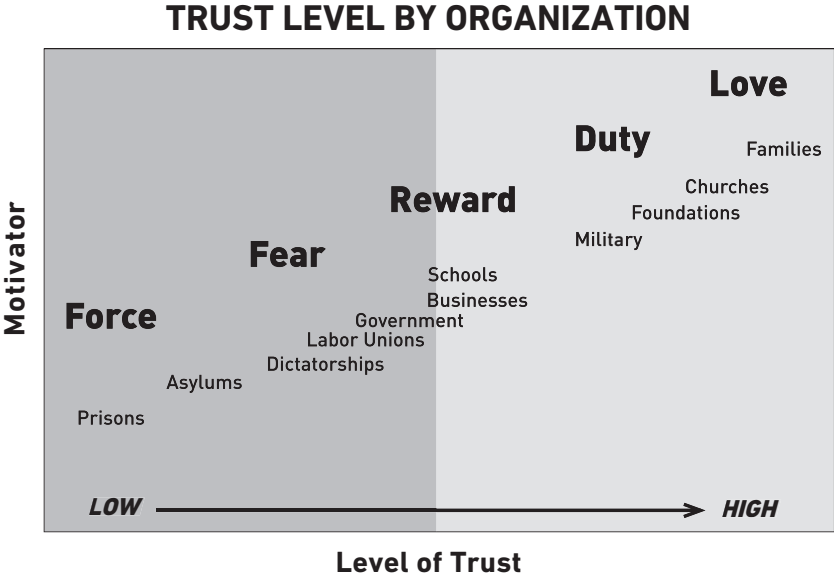 TRUST LEVEL BY ORGANIZATION
Love
Duty
Families
Reward
Churches
Foundations
Military
Fear
Schools
Businesses
Force
Government
Labor Unions
Dictatorships
Asylums
Prisons
Motivator
LOW
HIGH
Level of Trust